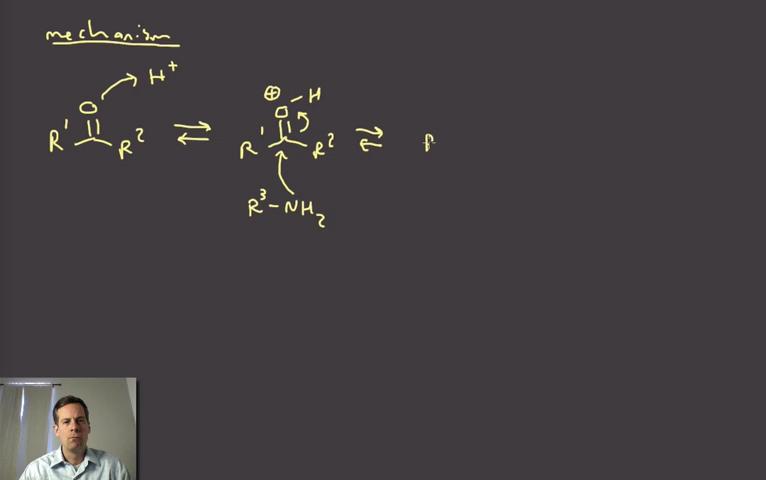 mechanism
H⁺
O
R¹ R² ⇌
⊕
O–H
R¹ R² ⇌
R³–NH₂